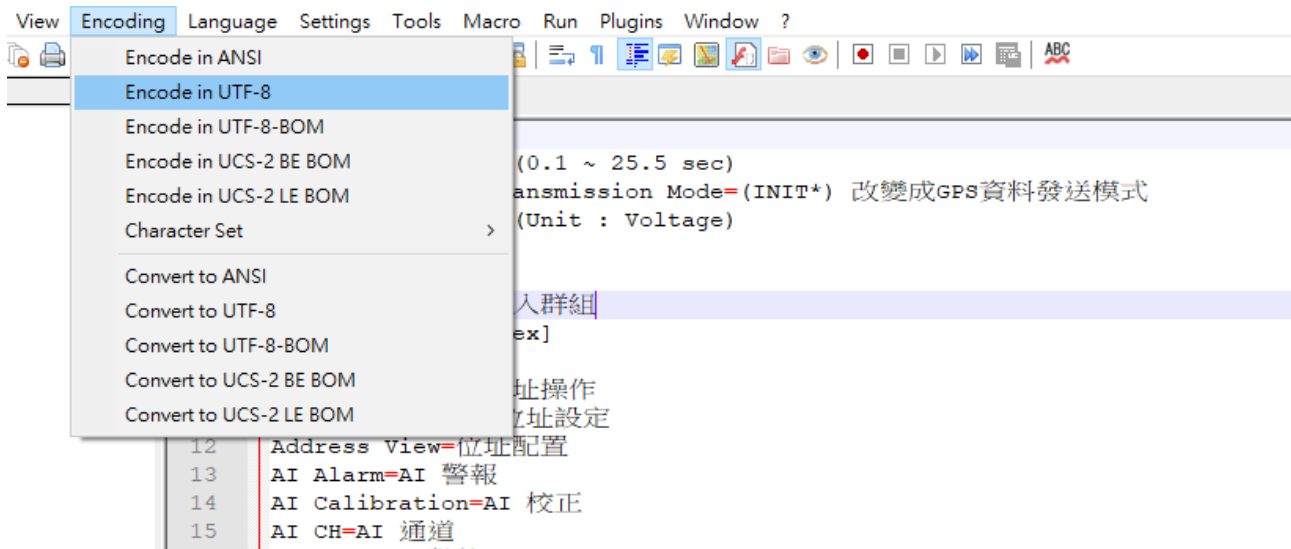 View Encoding Language Settings Tools Macro Run Plugins Window ?
Encode in ANSI
ABC
Encode in UTF-8
Encode in UTF-8-BOM
Encode in UCS-2 BE BOM
(0.1 ~ 25.5 sec)
Encode in UCS-2 LE BOM
ansmission Mode=(INIT*) 改變成GPS資料發送模式
Character Set >
(Unit : Voltage)
Convert to ANSI
Convert to UTF-8
入群組
Convert to UTF-8-BOM
ex]
Convert to UCS-2 BE BOM
址操作
Convert to UCS-2 LE BOM
位址設定
12 Address View=位址配置
13 AI Alarm=AI 警報
14 AI Calibration=AI 校正
15 AI CH=AI 通道